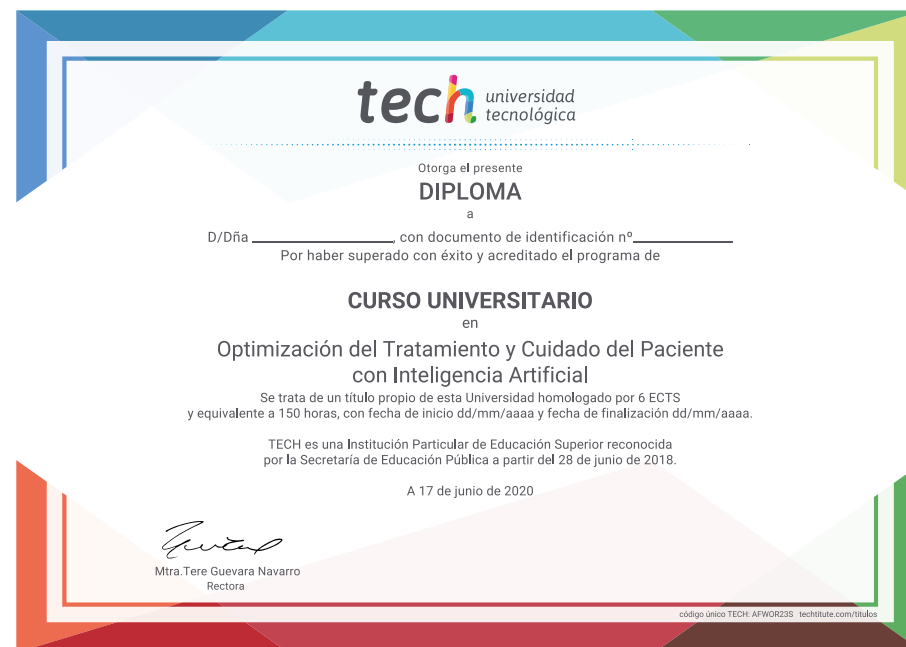 tech universidad
tecnológica
Otorga el presente
DIPLOMA
a
D/Dña ____________________, con documento de identificación nº______________
Por haber superado con éxito y acreditado el programa de
CURSO UNIVERSITARIO
en
Optimización del Tratamiento y Cuidado del Paciente
con Inteligencia Artificial
Se trata de un título propio de esta Universidad homologado por 6 ECTS
y equivalente a 150 horas, con fecha de inicio dd/mm/aaaa y fecha de finalización dd/mm/aaaa.
TECH es una Institución Particular de Educación Superior reconocida
por la Secretaría de Educación Pública a partir del 28 de junio de 2018.
A 17 de junio de 2020
Mtra.Tere Guevara Navarro
Rectora
código único TECH: AFWOR23S techtitute.com/titulos